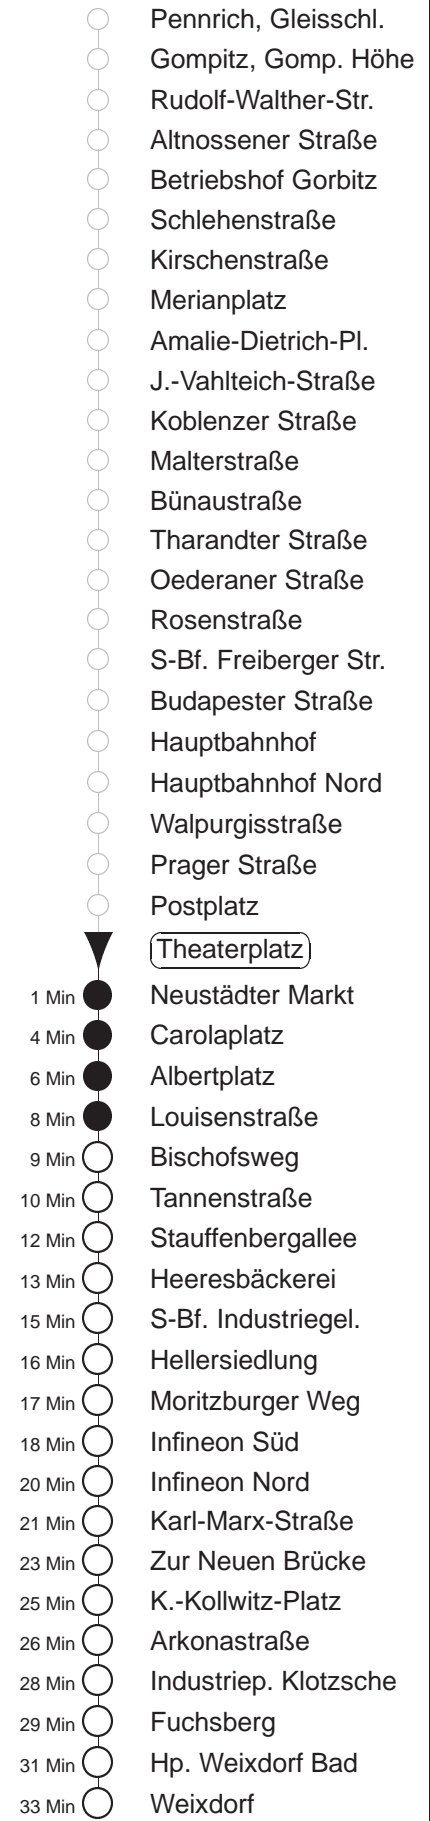 Pennrich, Gleisschl.
Gompitz, Gomp. Höhe
Rudolf-Walther-Str.
Altnossener Straße
Betriebshof Gorbitz
Schlehenstraße
Kirschenstraße
Merianplatz
Amalie-Dietrich-Pl.
J.-Vahlteich-Straße
Koblenzer Straße
Malterstraße
Bünaustraße
Tharandter Straße
Oederaner Straße
Rosenstraße
S-Bf. Freiberger Str.
Budapester Straße
Hauptbahnhof
Hauptbahnhof Nord
Walpurgisstraße
Prager Straße
Postplatz
Theaterplatz
1 Min Neustädter Markt
4 Min Carolaplatz
6 Min Albertplatz
8 Min Louisenstraße
9 Min Bischofsweg
10 Min Tannenstraße
12 Min Stauffenbergallee
13 Min Heeresbäckerei
15 Min S-Bf. Industriegel.
16 Min Hellersiedlung
17 Min Moritzburger Weg
18 Min Infineon Süd
20 Min Infineon Nord
21 Min Karl-Marx-Straße
23 Min Zur Neuen Brücke
25 Min K.-Kollwitz-Platz
26 Min Arkonastraße
28 Min Industriep. Klotzsche
29 Min Fuchsberg
31 Min Hp. Weixdorf Bad
33 Min Weixdorf